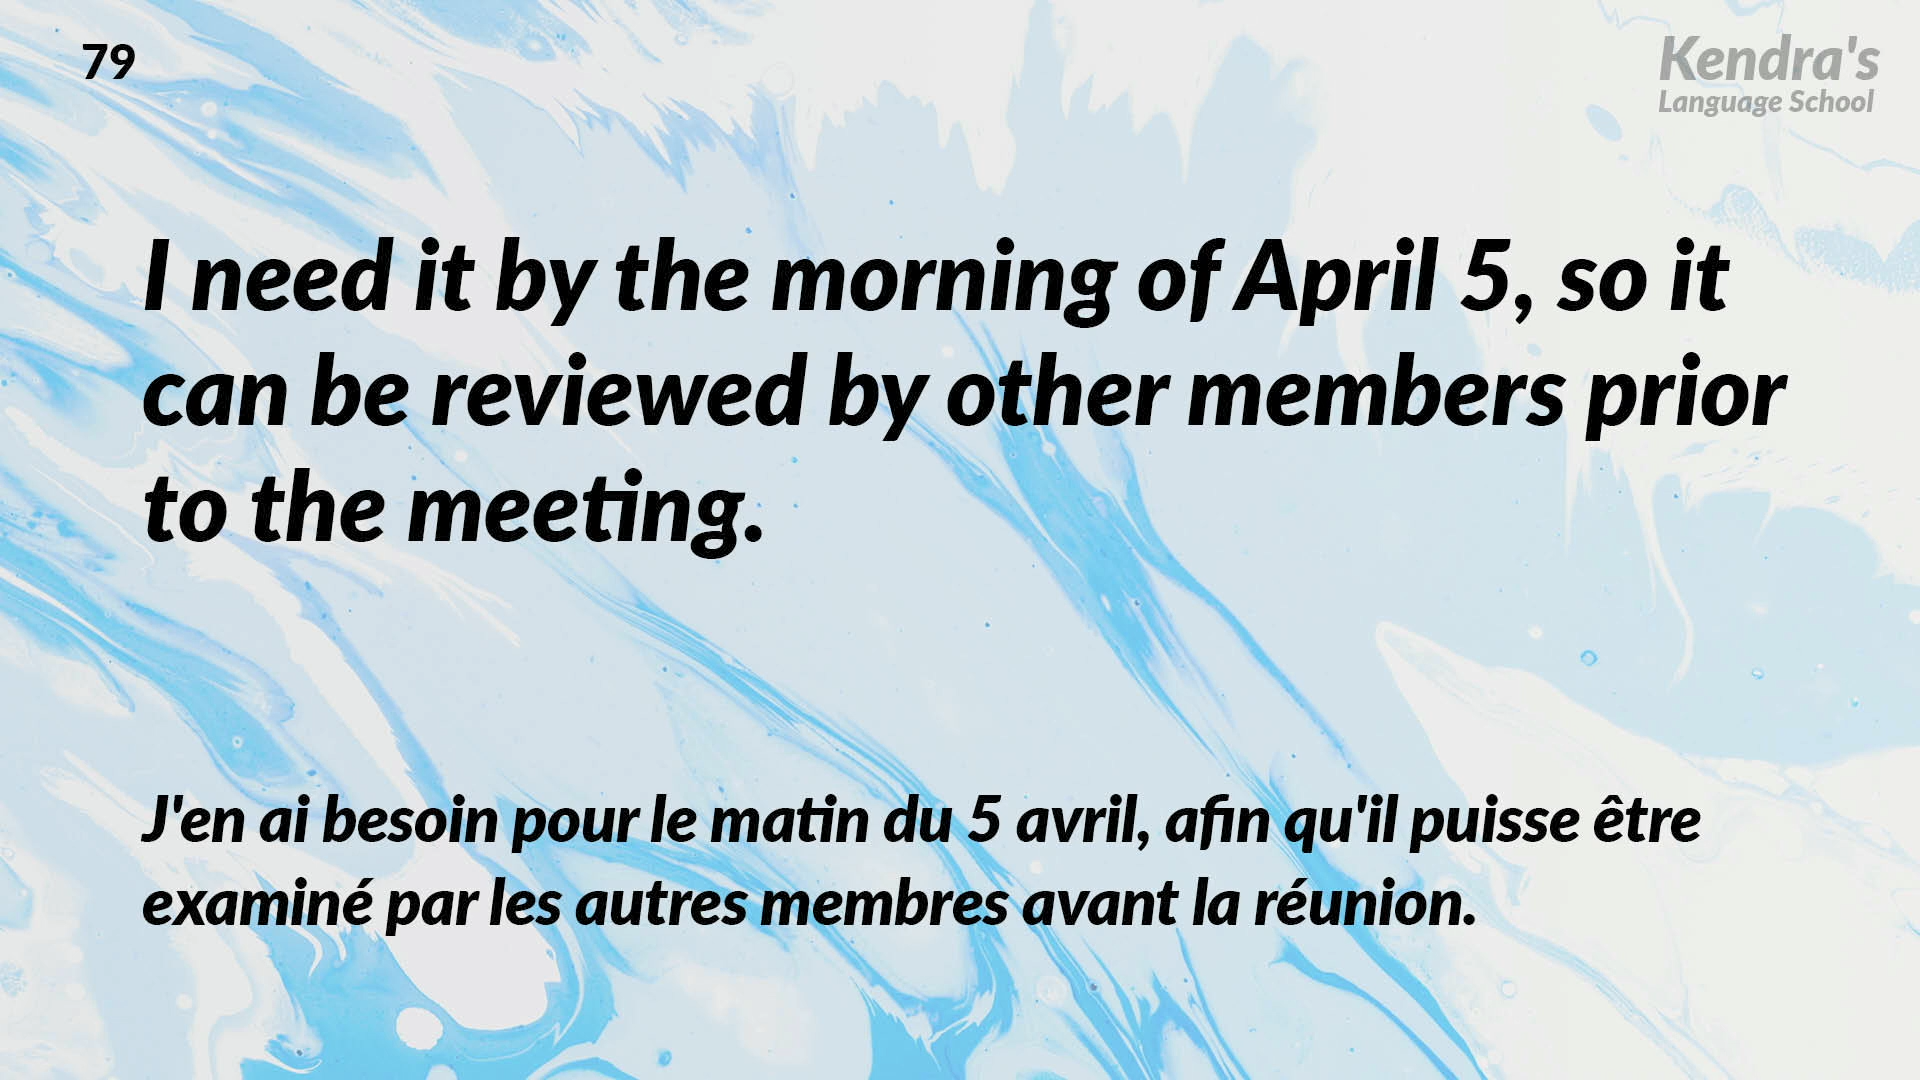 79
Kendra's
Language School
I need it by the morning of April 5, so it
can be reviewed by other members prior
to the meeting.
J'en ai besoin pour le matin du 5 avril, afin qu'il puisse être
examiné par les autres membres avant la réunion.